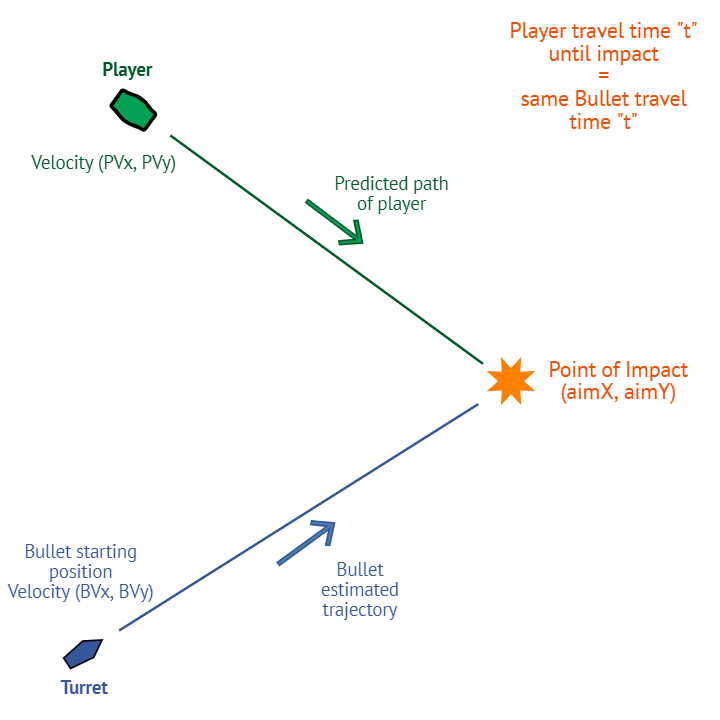 Player travel time "t"
until impact
=
same Bullet travel
time "t"
Player
Velocity (PVx, PVy)
Predicted path
of player
Point of Impact
(aimX, aimY)
Bullet starting
position
Velocity (BVx, BVy)
Bullet
estimated
trajectory
Turret